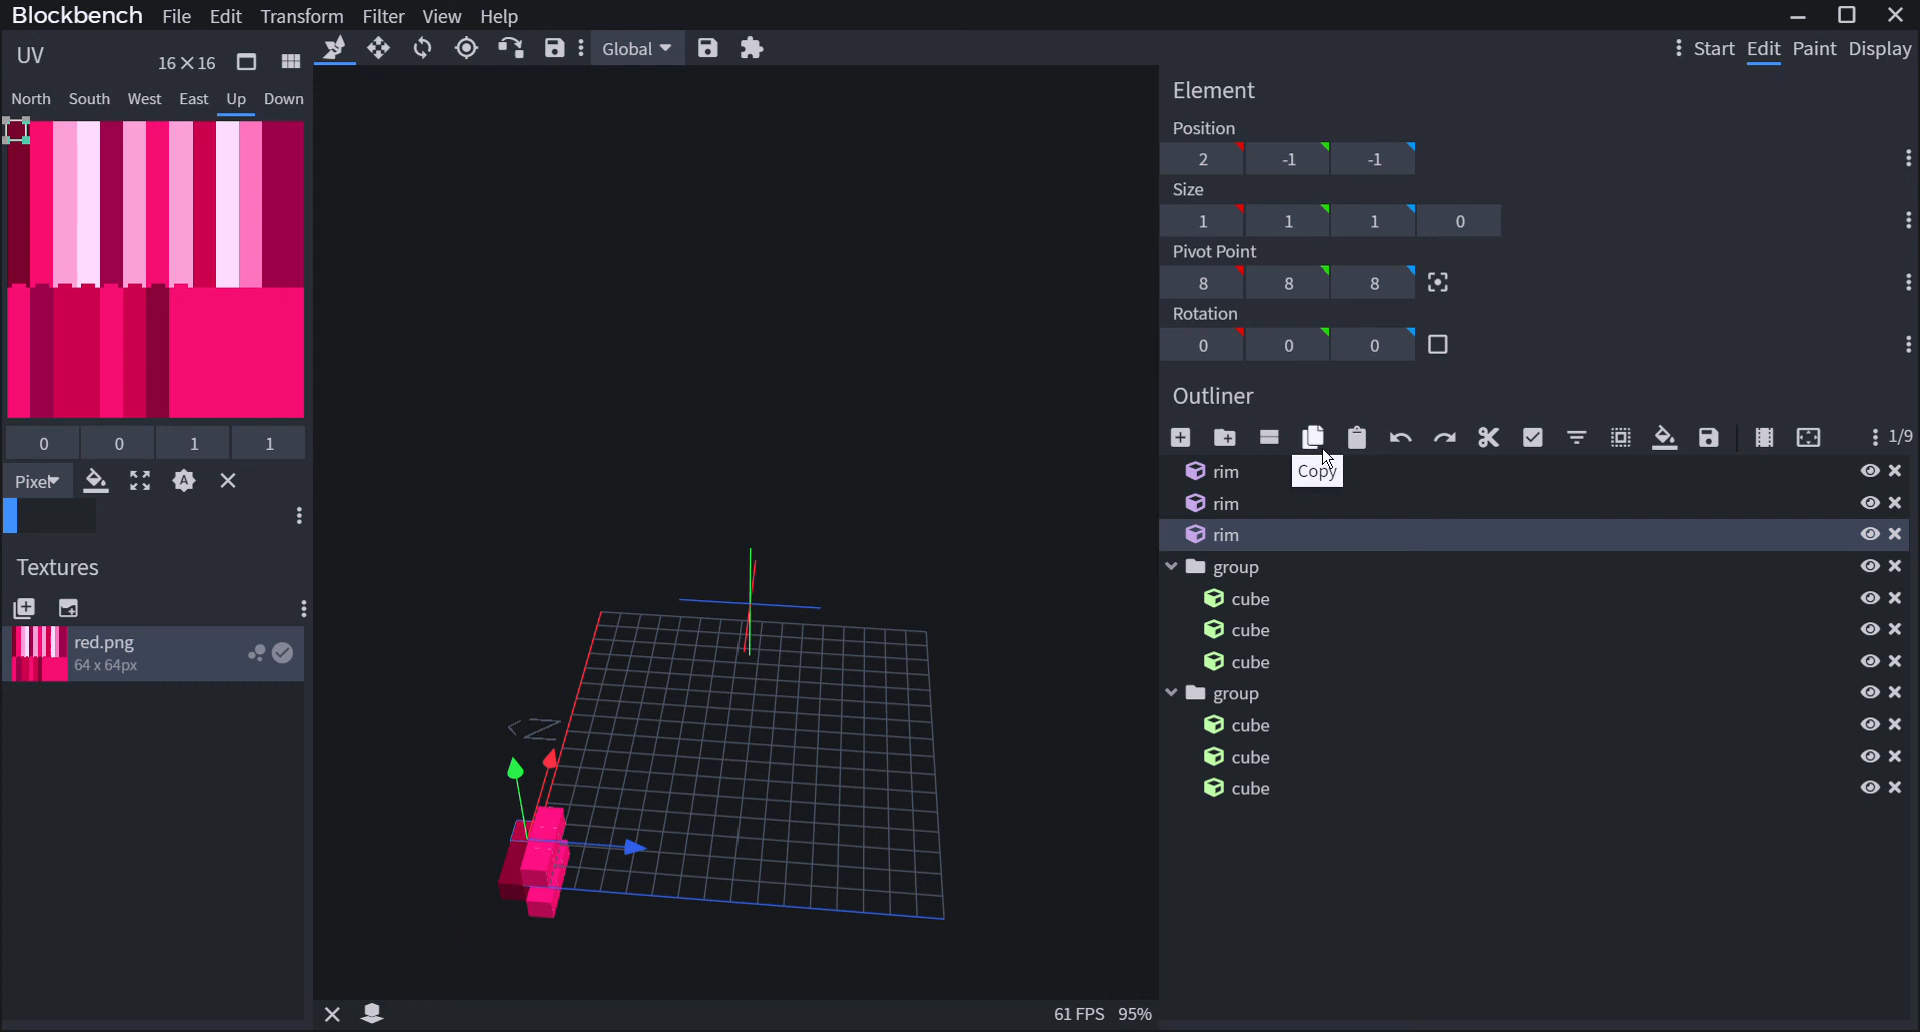 Blockbench File Edit Transform Filter View Help
UV
16×16
Global
Start Edit Paint Display
North South West East Up Down
0 0 1 1
Pixel
Textures
red.png
64 x 64px
61 FPS 95%
Element
Position
2 -1 -1
Size
1 1 1 0
Pivot Point
8 8 8
Rotation
0 0 0
Outliner
1/9
rim
Copy
rim
rim
group
cube
cube
cube
group
cube
cube
cube